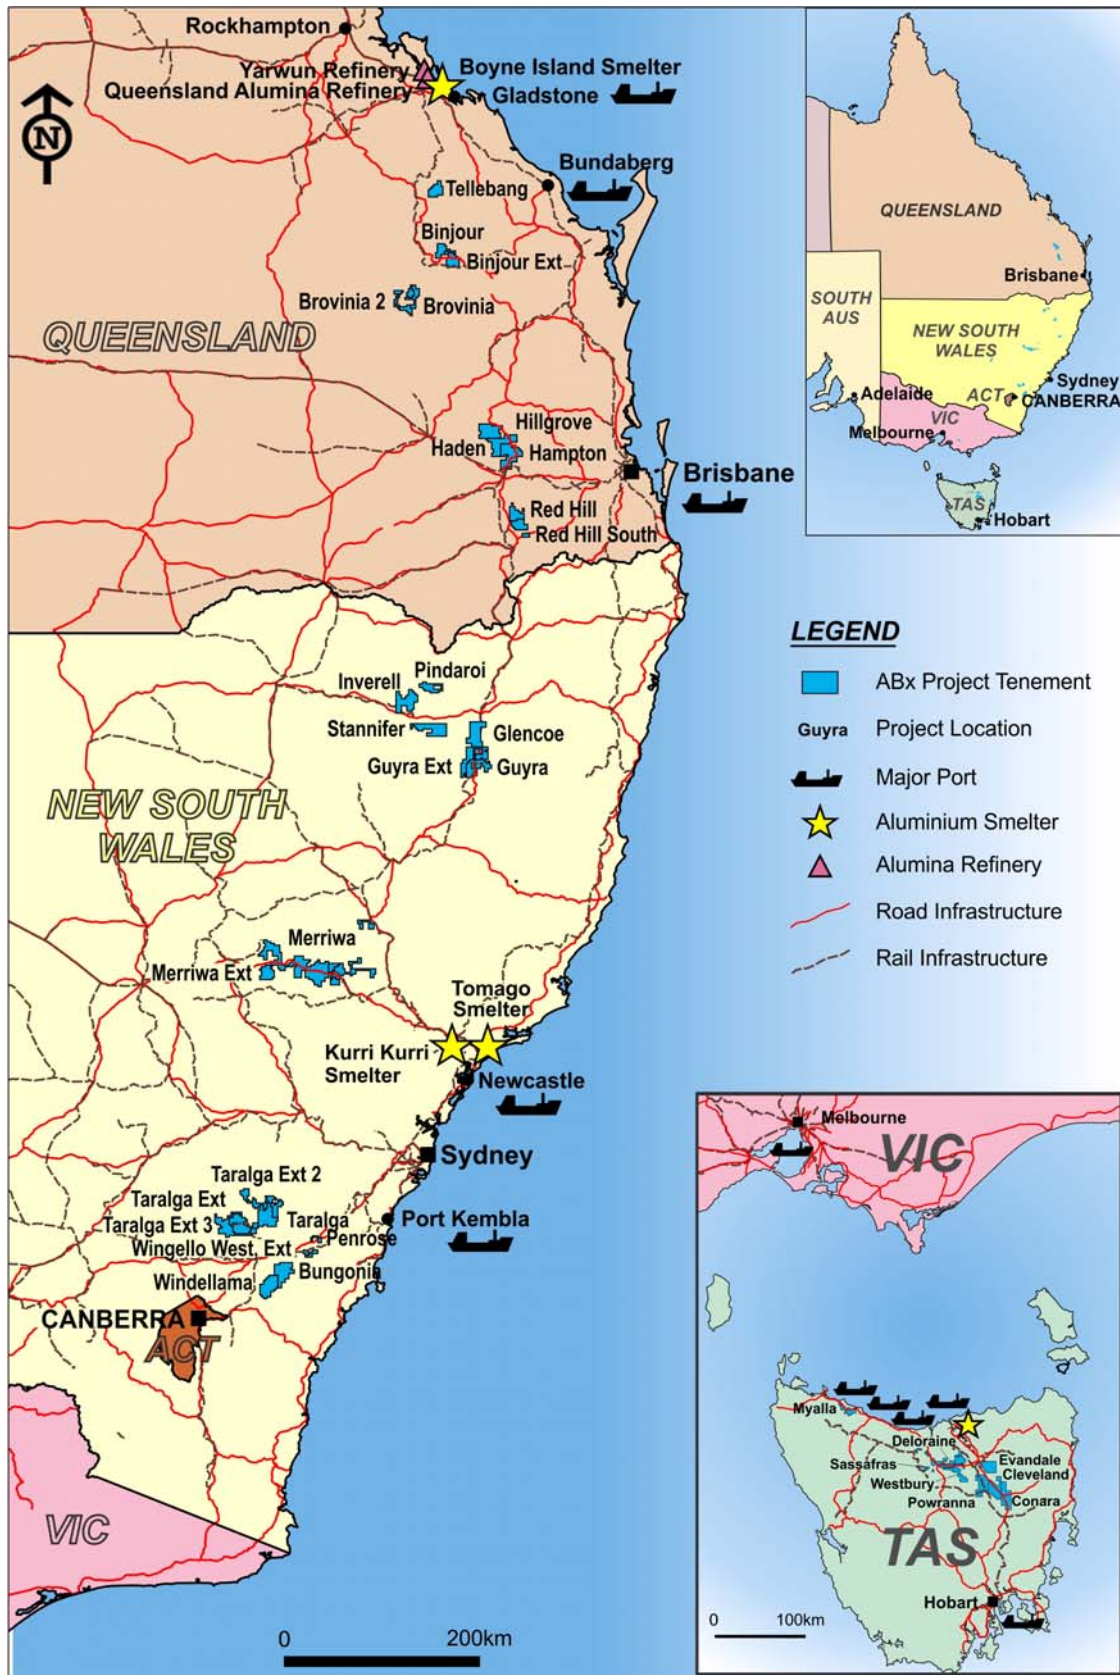 Rockhampton
Yarwun Refinery
Queensland Alumina Refinery
Boyne Island Smelter
Gladstone
N
Bundaberg
Tellebang
Binjour
Binjour Ext
Brovinia 2
Brovinia
QUEENSLAND
Hillgrove
Haden
Hampton
Brisbane
Red Hill
Red Hill South
Pindaroi
Inverell
Stannifer
Glencoe
Guyra Ext
Guyra
NEW SOUTH
WALES
Merriwa
Merriwa Ext
Tomago
Smelter
Kurri Kurri
Smelter
Newcastle
Sydney
Taralga Ext 2
Taralga Ext
Taralga Ext 3
Taralga
Port Kembla
Penrose
Wingello West, Ext
Bungonia
Windellama
CANBERRA
ACT
VIC
0
200km
QUEENSLAND
Brisbane
SOUTH
AUS
NEW SOUTH
WALES
Sydney
ACT
CANBERRA
Adelaide
VIC
Melbourne
TAS
Hobart
LEGEND
ABx Project Tenement
Guyra
Project Location
Major Port
Aluminium Smelter
Alumina Refinery
Road Infrastructure
Rail Infrastructure
Melbourne
VIC
Myalla
Deloraine
Sassafras
Evandale
Westbury
Cleveland
Powranna
Conara
TAS
Hobart
0
100km